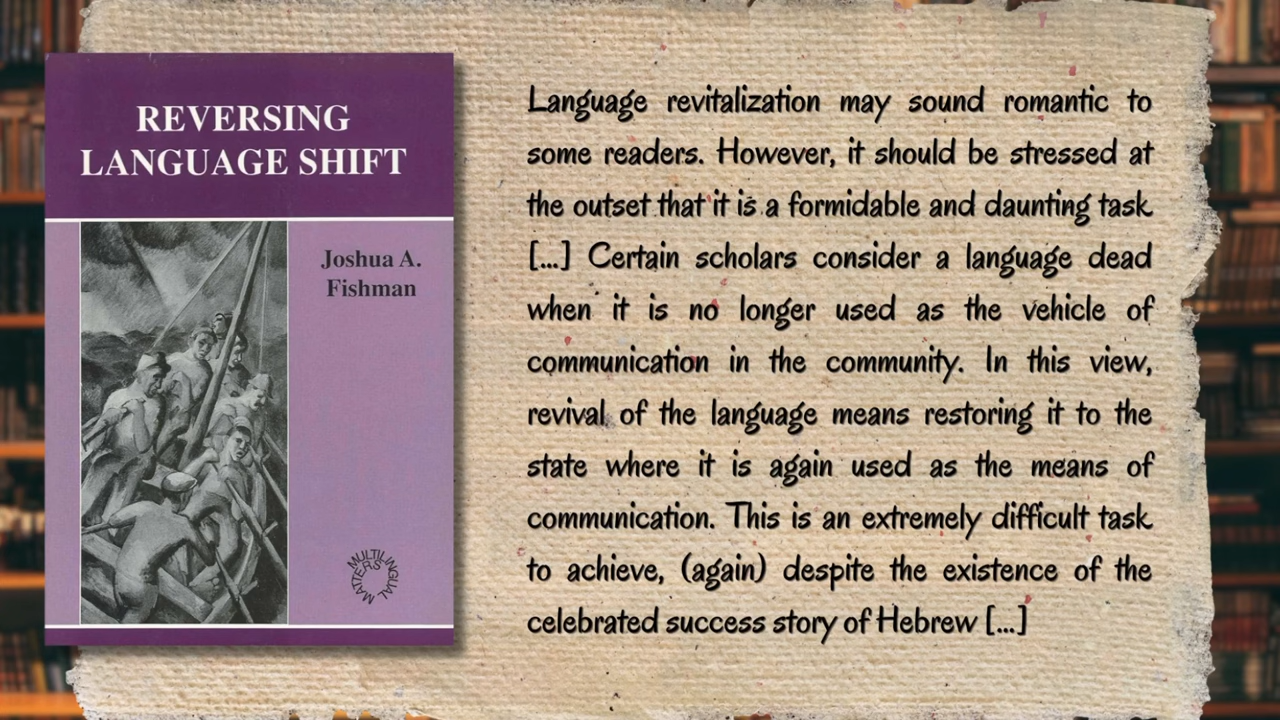 REVERSING
LANGUAGE SHIFT
Joshua A.
Fishman
MULTILINGUAL
MATTERS
Language revitalization may sound romantic to
some readers. However, it should be stressed at
the outset that it is a formidable and daunting task
[...] Certain scholars consider a language dead
when it is no longer used as the vehicle of
communication in the community. In this view,
revival of the language means restoring it to the
state where it is again used as the means of
communication. This is an extremely difficult task
to achieve, (again) despite the existence of the
celebrated success story of Hebrew [...]